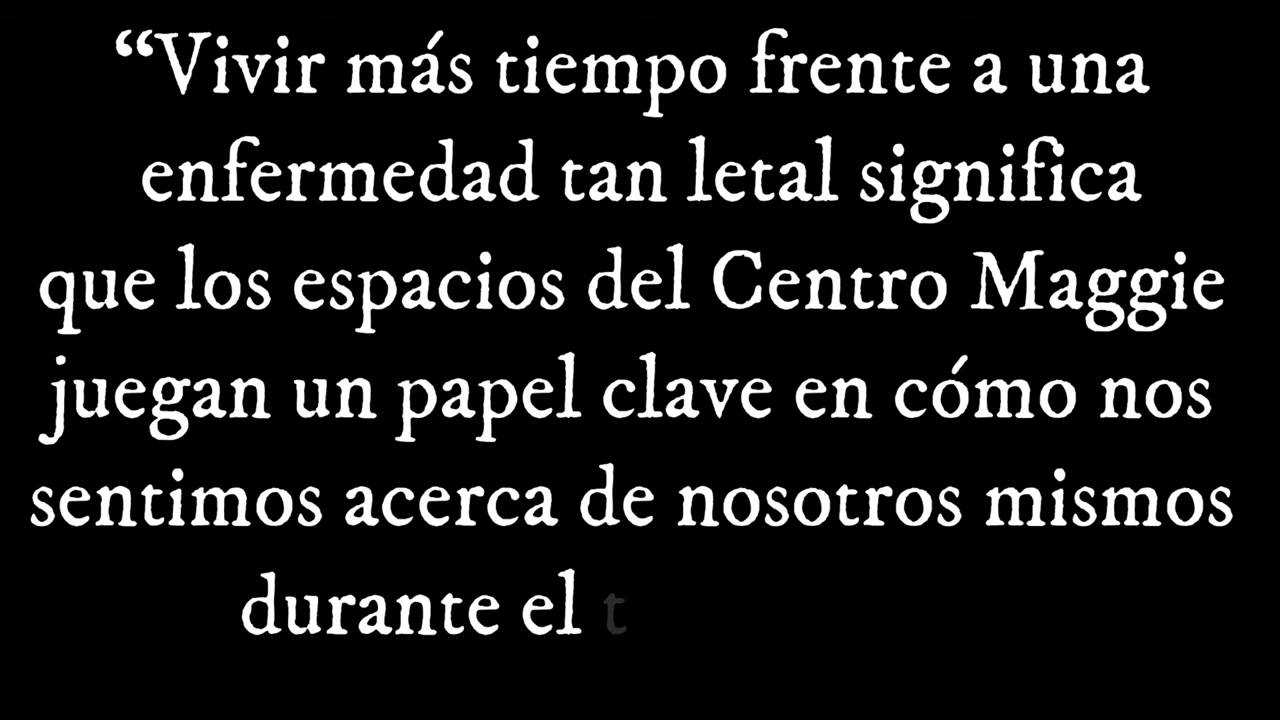 “Vivir más tiempo frente a una
enfermedad tan letal significa
que los espacios del Centro Maggie
juegan un papel clave en cómo nos
sentimos acerca de nosotros mismos
durante el t